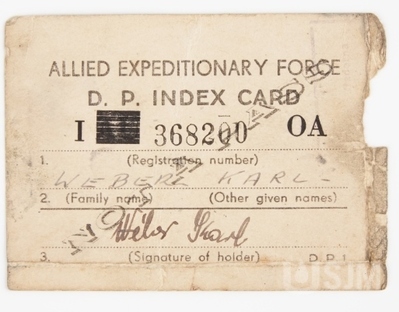 ALLIED EXPEDITIONARY FORCE
D. P. INDEX CARD
I 368200 OA
1. (Registration number)
WEBER KARL
2. (Family name) (Other given names)
Weber Karl
3. (Signature of holder) D.P.1
SJM